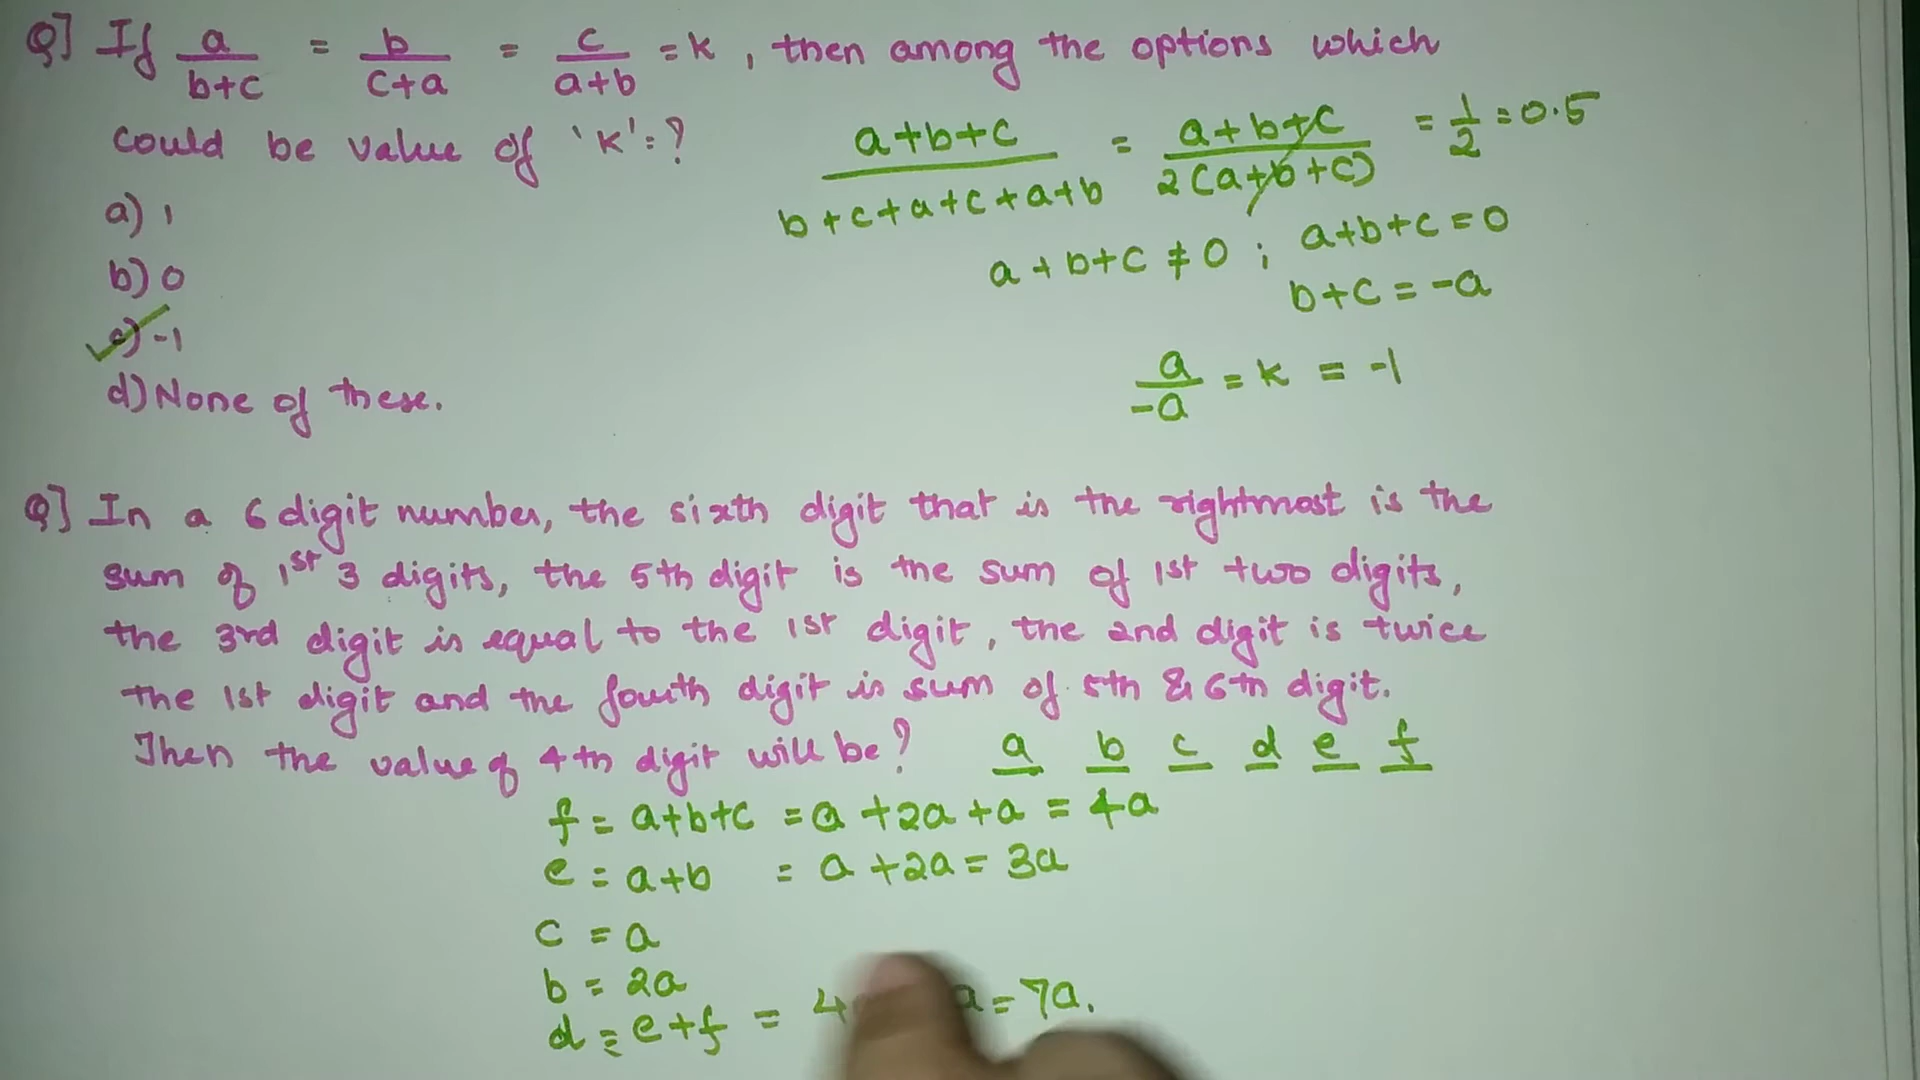 Q] If a/(b+c) = b/(c+a) = c/(a+b) = k, then among the options which
could be value of 'k'=?
a) 1
b) 0
c) -1
d) None of these.
(a+b+c)/(b+c+a+c+a+b) = (a+b+c)/(2(a+b+c)) = 1/2 = 0.5
a+b+c ≠ 0 ; a+b+c = 0
b+c = -a
a/-a = k = -1
Q] In a 6 digit number, the sixth digit that is the rightmost is the
sum of 1st 3 digits, the 5th digit is the sum of 1st two digits,
the 3rd digit is equal to the 1st digit, the 2nd digit is twice
the 1st digit and the fourth digit is sum of 5th & 6th digit.
Then the value of 4th digit will be?
a b c d e f
f = a+b+c = a+2a+a = 4a
e = a+b = a+2a = 3a
c = a
b = 2a
d = e+f = 4 a = 7a.